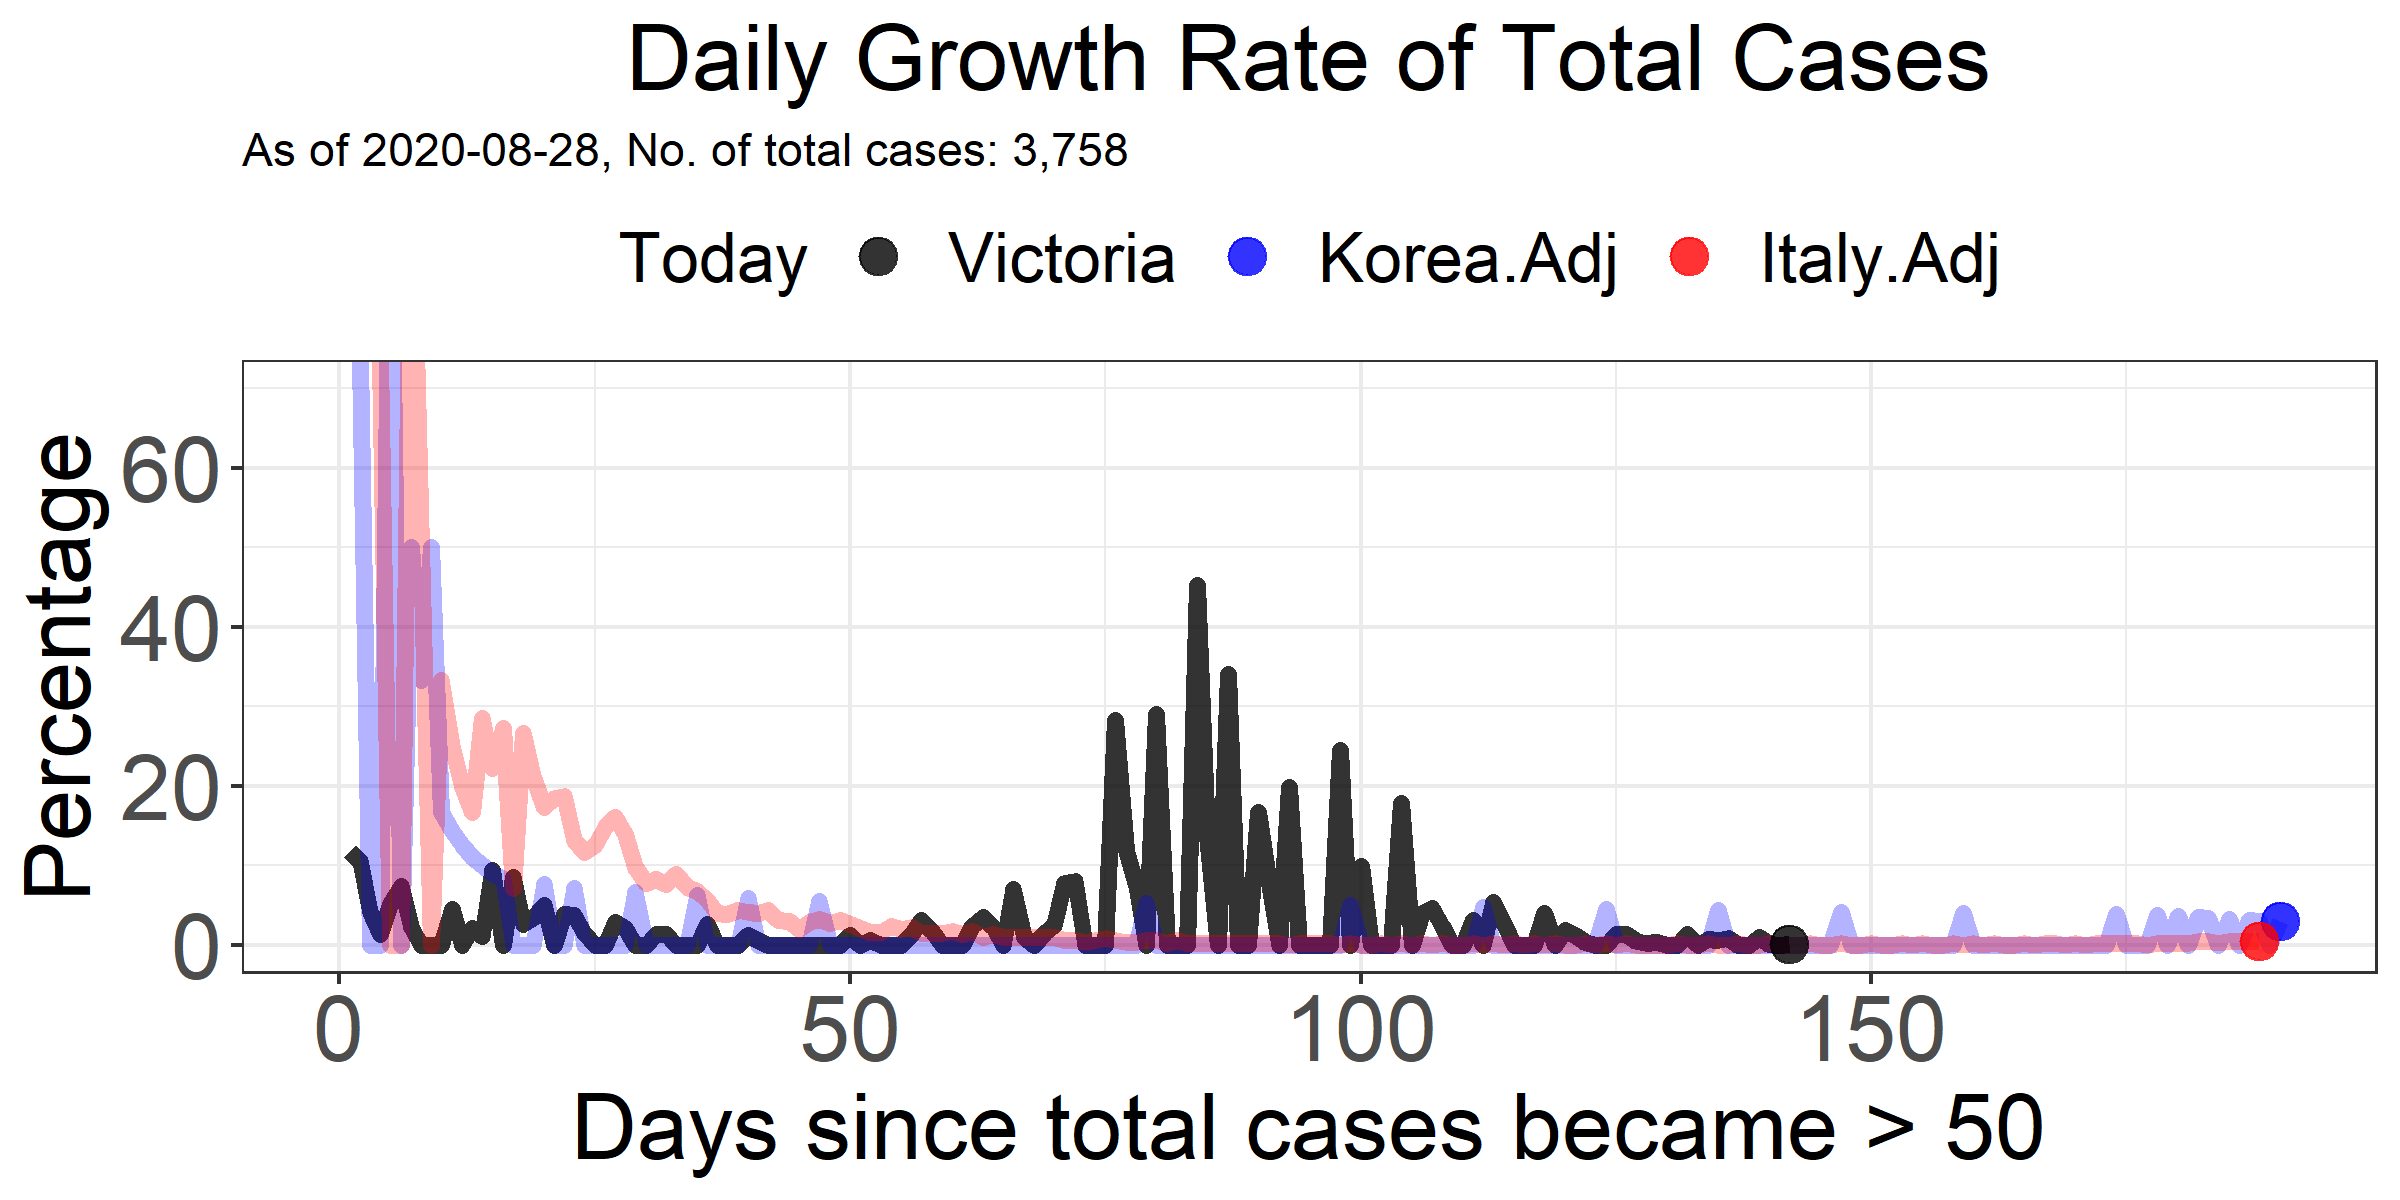 Daily Growth Rate of Total Cases
As of 2020-08-28, No. of total cases: 3,758
Today Victoria Korea.Adj Italy.Adj
Percentage
60
40
20
0
0 50 100 150
Days since total cases became > 50